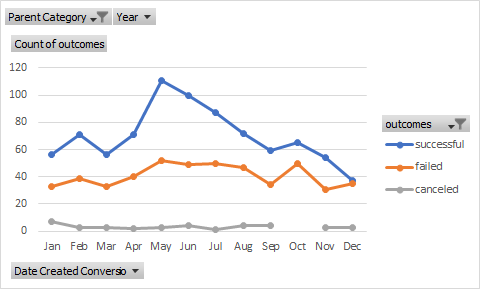 Parent Category Year
Count of outcomes
120
100
80
60
40
20
0
Jan Feb Mar Apr May Jun Jul Aug Sep Oct Nov Dec
outcomes
successful
failed
canceled
Date Created Conversio